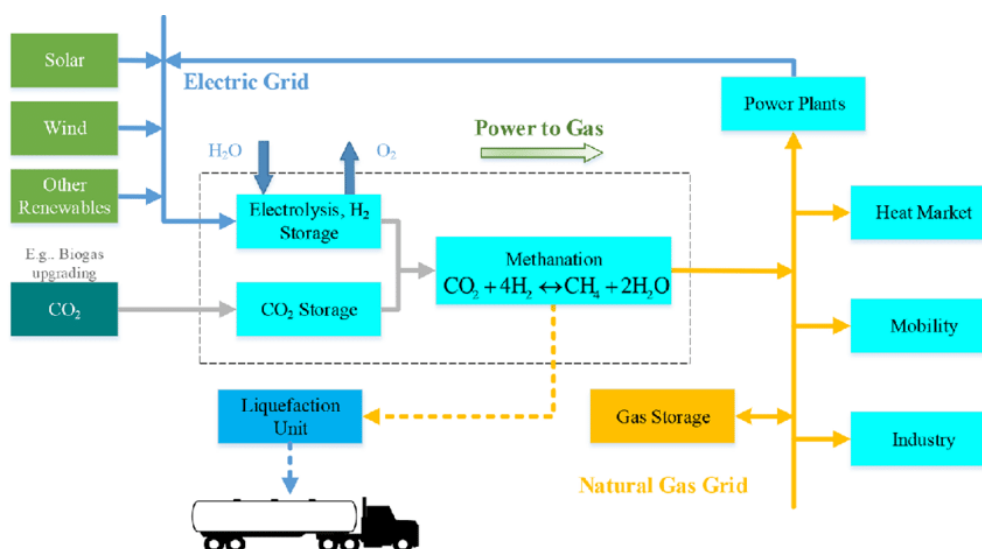 Solar
Electric Grid
Wind
Other
Renewables
E.g., Biogas
upgrading
CO₂
H₂O
O₂
Power to Gas
Electrolysis, H₂
Storage
CO₂ Storage
Methanation
CO₂ + 4H₂ ↔ CH₄ + 2H₂O
Power Plants
Heat Market
Mobility
Industry
Liquefaction
Unit
Gas Storage
Natural Gas Grid